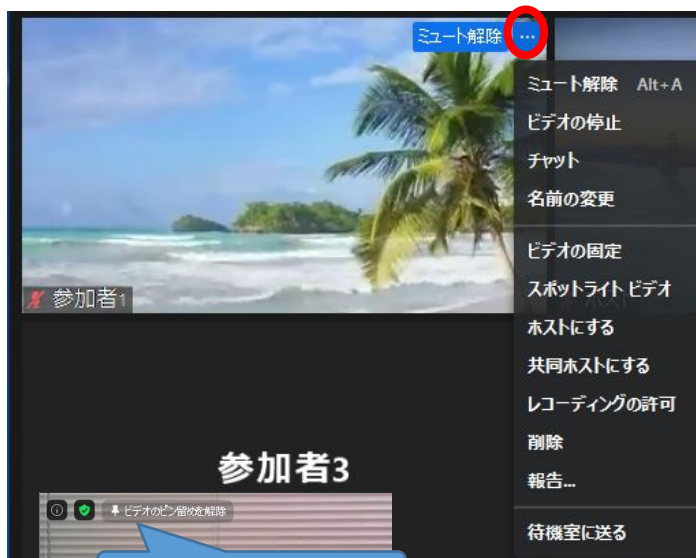 ミュート解除 …
ミュート解除 Alt+A
ビデオの停止
チャット
名前の変更
ビデオの固定
スポットライト ビデオ
ホストにする
共同ホストにする
レコーディングの許可
削除
報告...
待機室に送る
参加者1
参加者3
ビデオのピン留めを解除